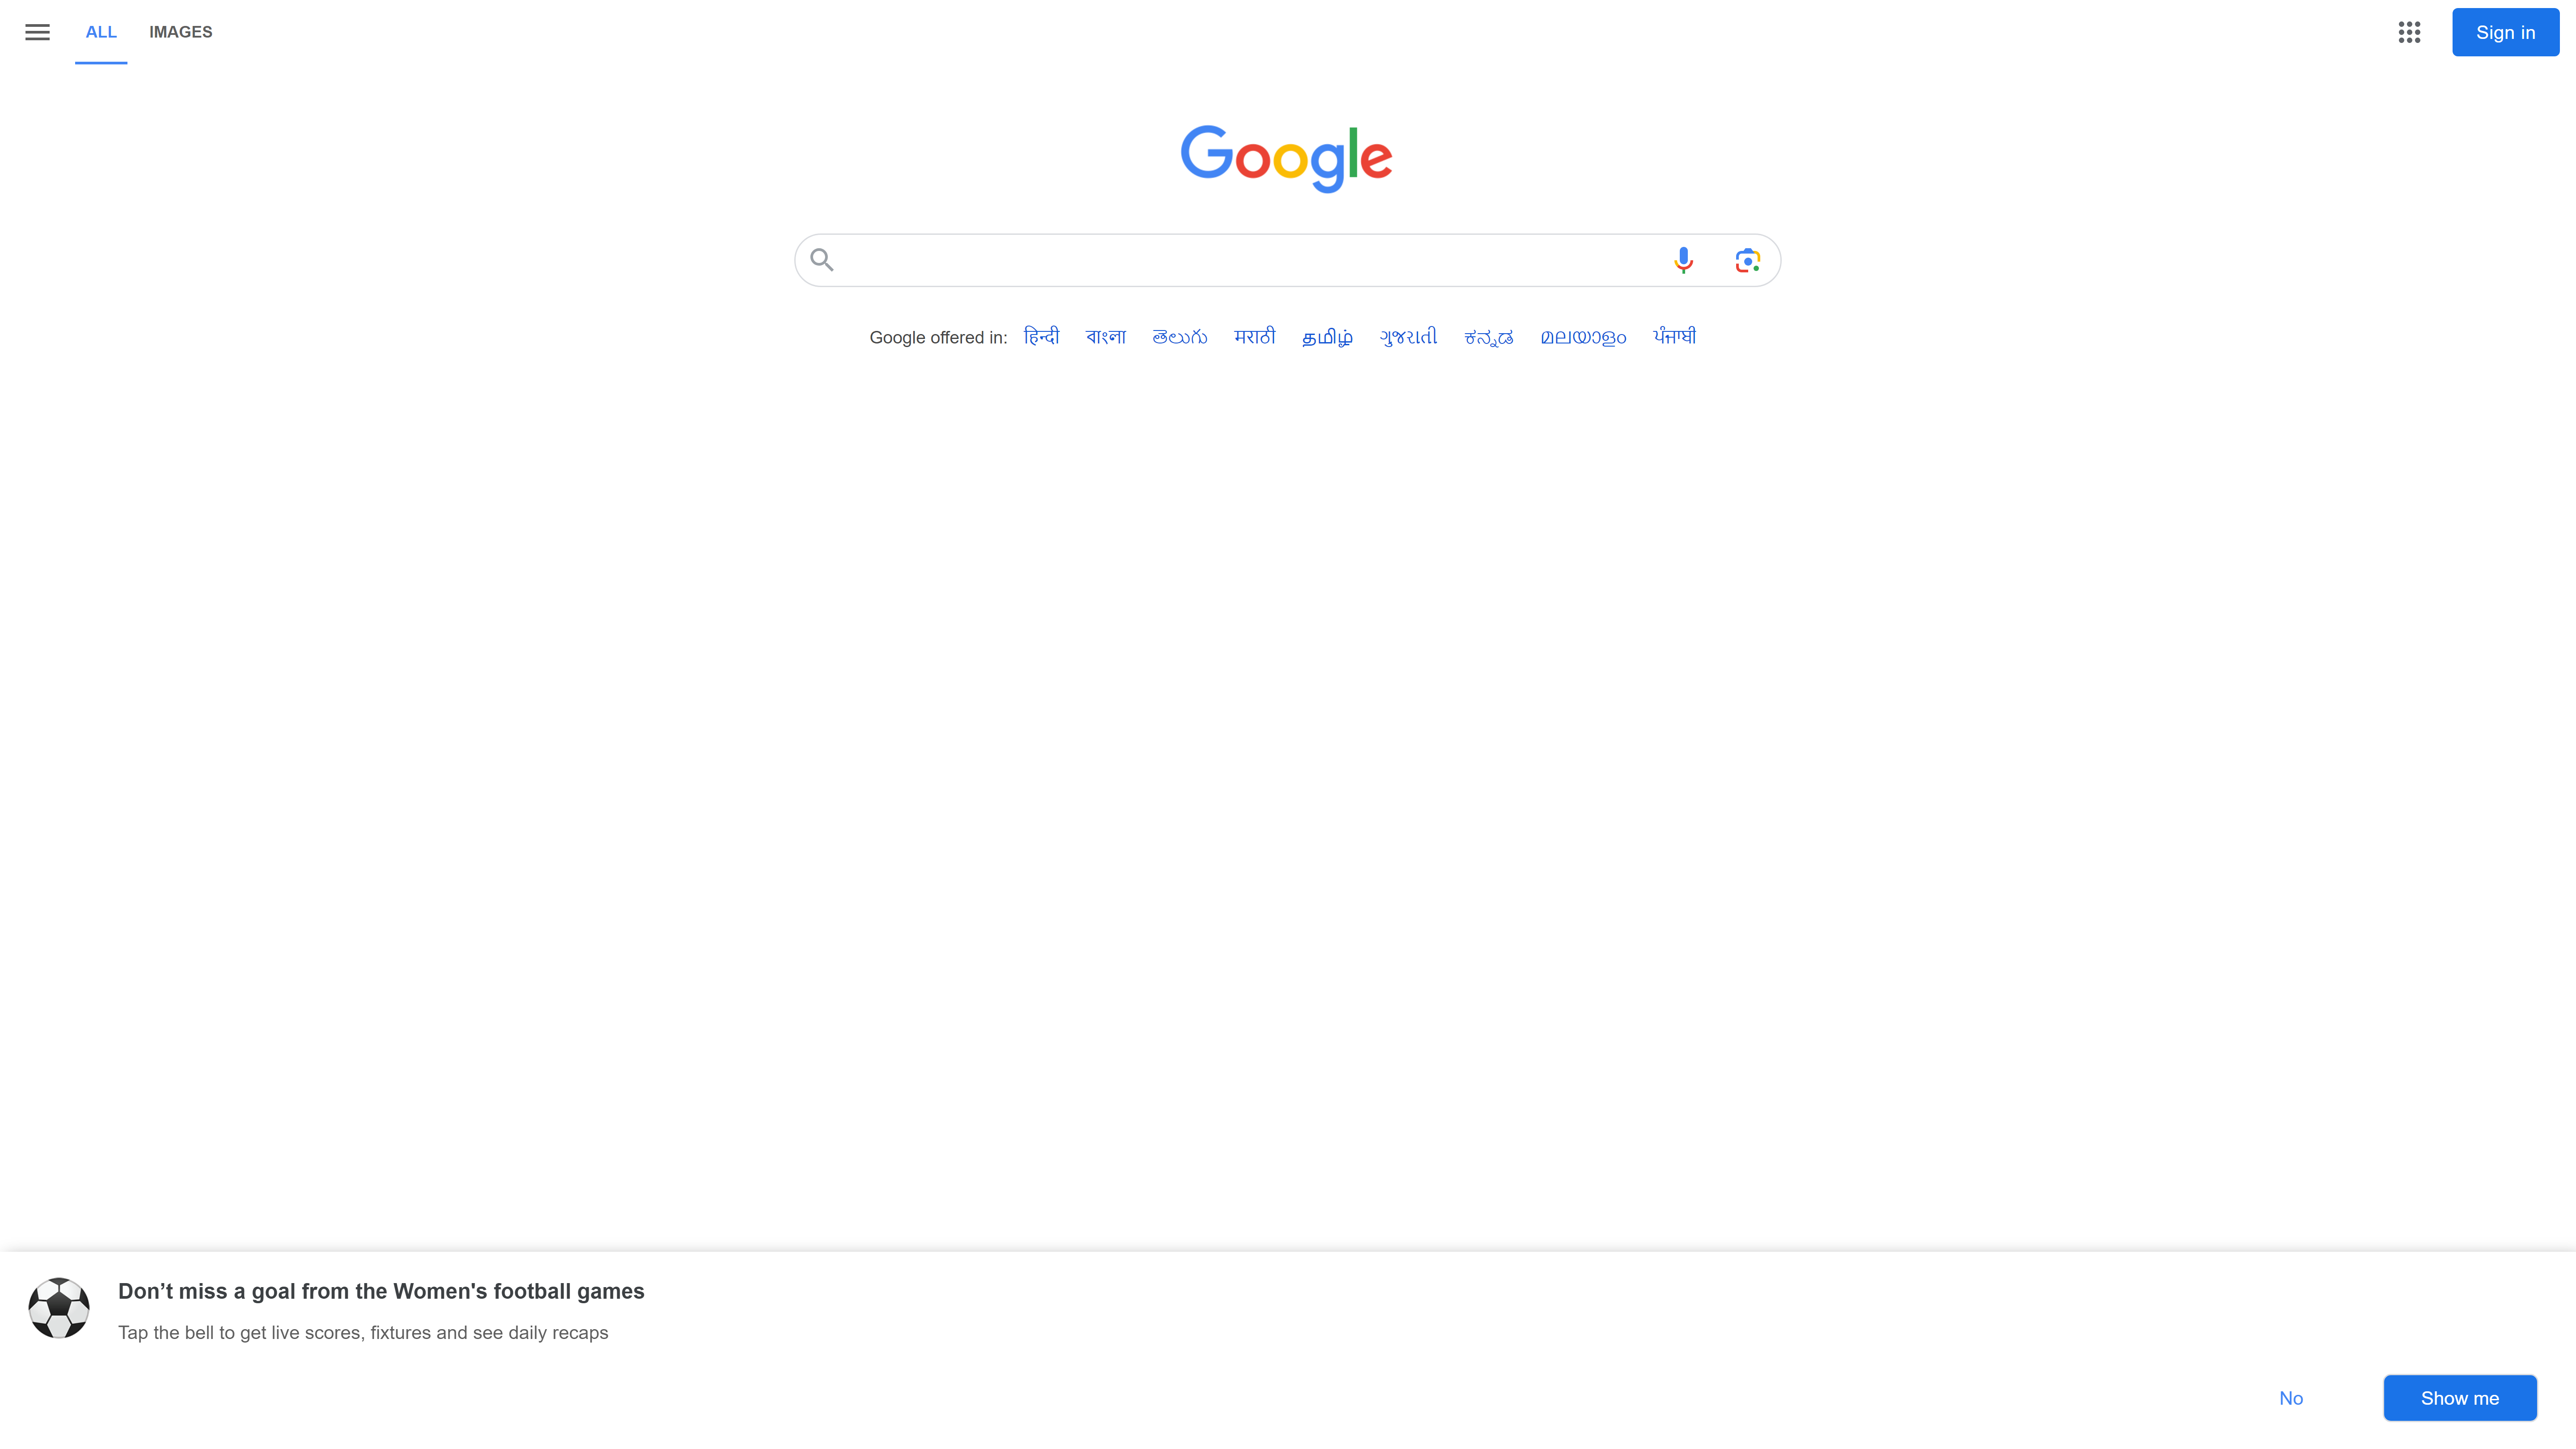 ALL IMAGES Sign in
Google
Google offered in: हिन्दी বাংলা తెలుగు मराठी தமிழ் ગુજરાતી ಕನ್ನಡ മലയാളം ਪੰਜਾਬੀ
Don’t miss a goal from the Women's football games
Tap the bell to get live scores, fixtures and see daily recaps
No Show me